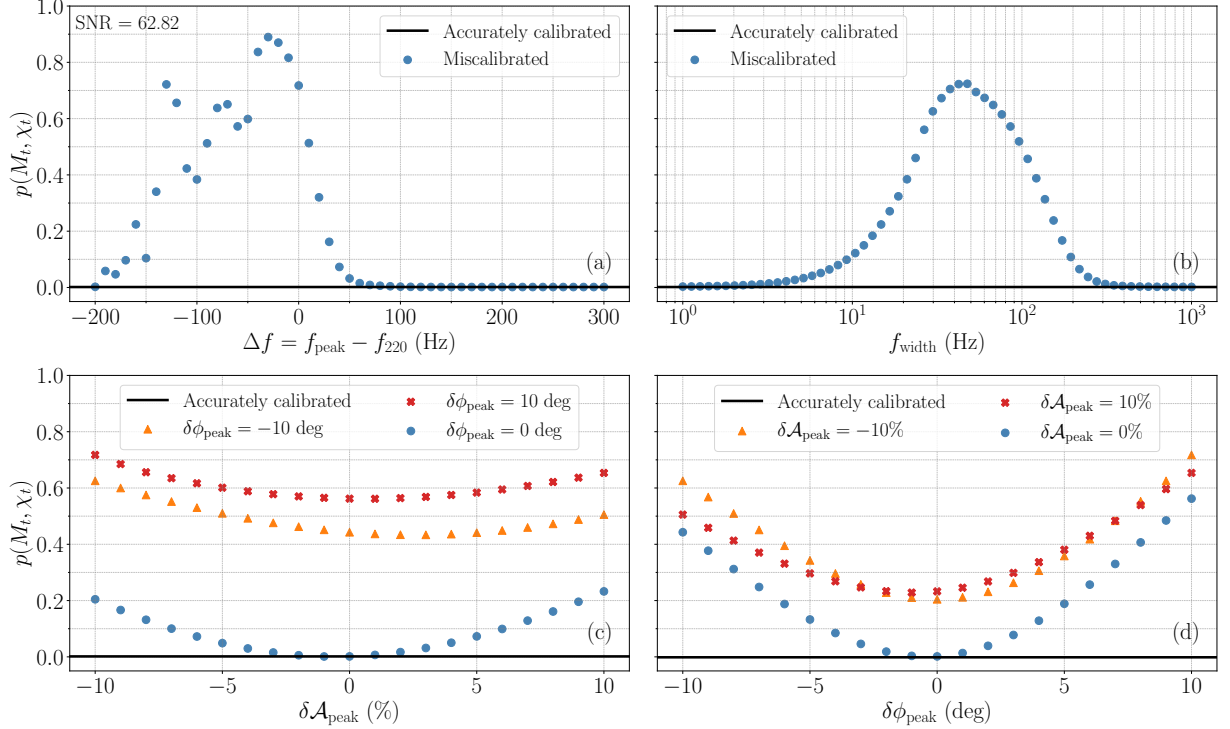 SNR = 62.82
Accurately calibrated
Miscalibrated
p(M_t, χ_t)
1.0
0.8
0.6
0.4
0.2
0.0
(a)
−200 −100 0 100 200 300
Δf = f_peak − f_220 (Hz)
Accurately calibrated
Miscalibrated
(b)
10^0 10^1 10^2 10^3
f_width (Hz)
Accurately calibrated
δϕ_peak = −10 deg
δϕ_peak = 10 deg
δϕ_peak = 0 deg
p(M_t, χ_t)
1.0
0.8
0.6
0.4
0.2
0.0
(c)
−10 −5 0 5 10
δ𝒜_peak (%)
Accurately calibrated
δ𝒜_peak = −10%
δ𝒜_peak = 10%
δ𝒜_peak = 0%
(d)
−10 −5 0 5 10
δϕ_peak (deg)